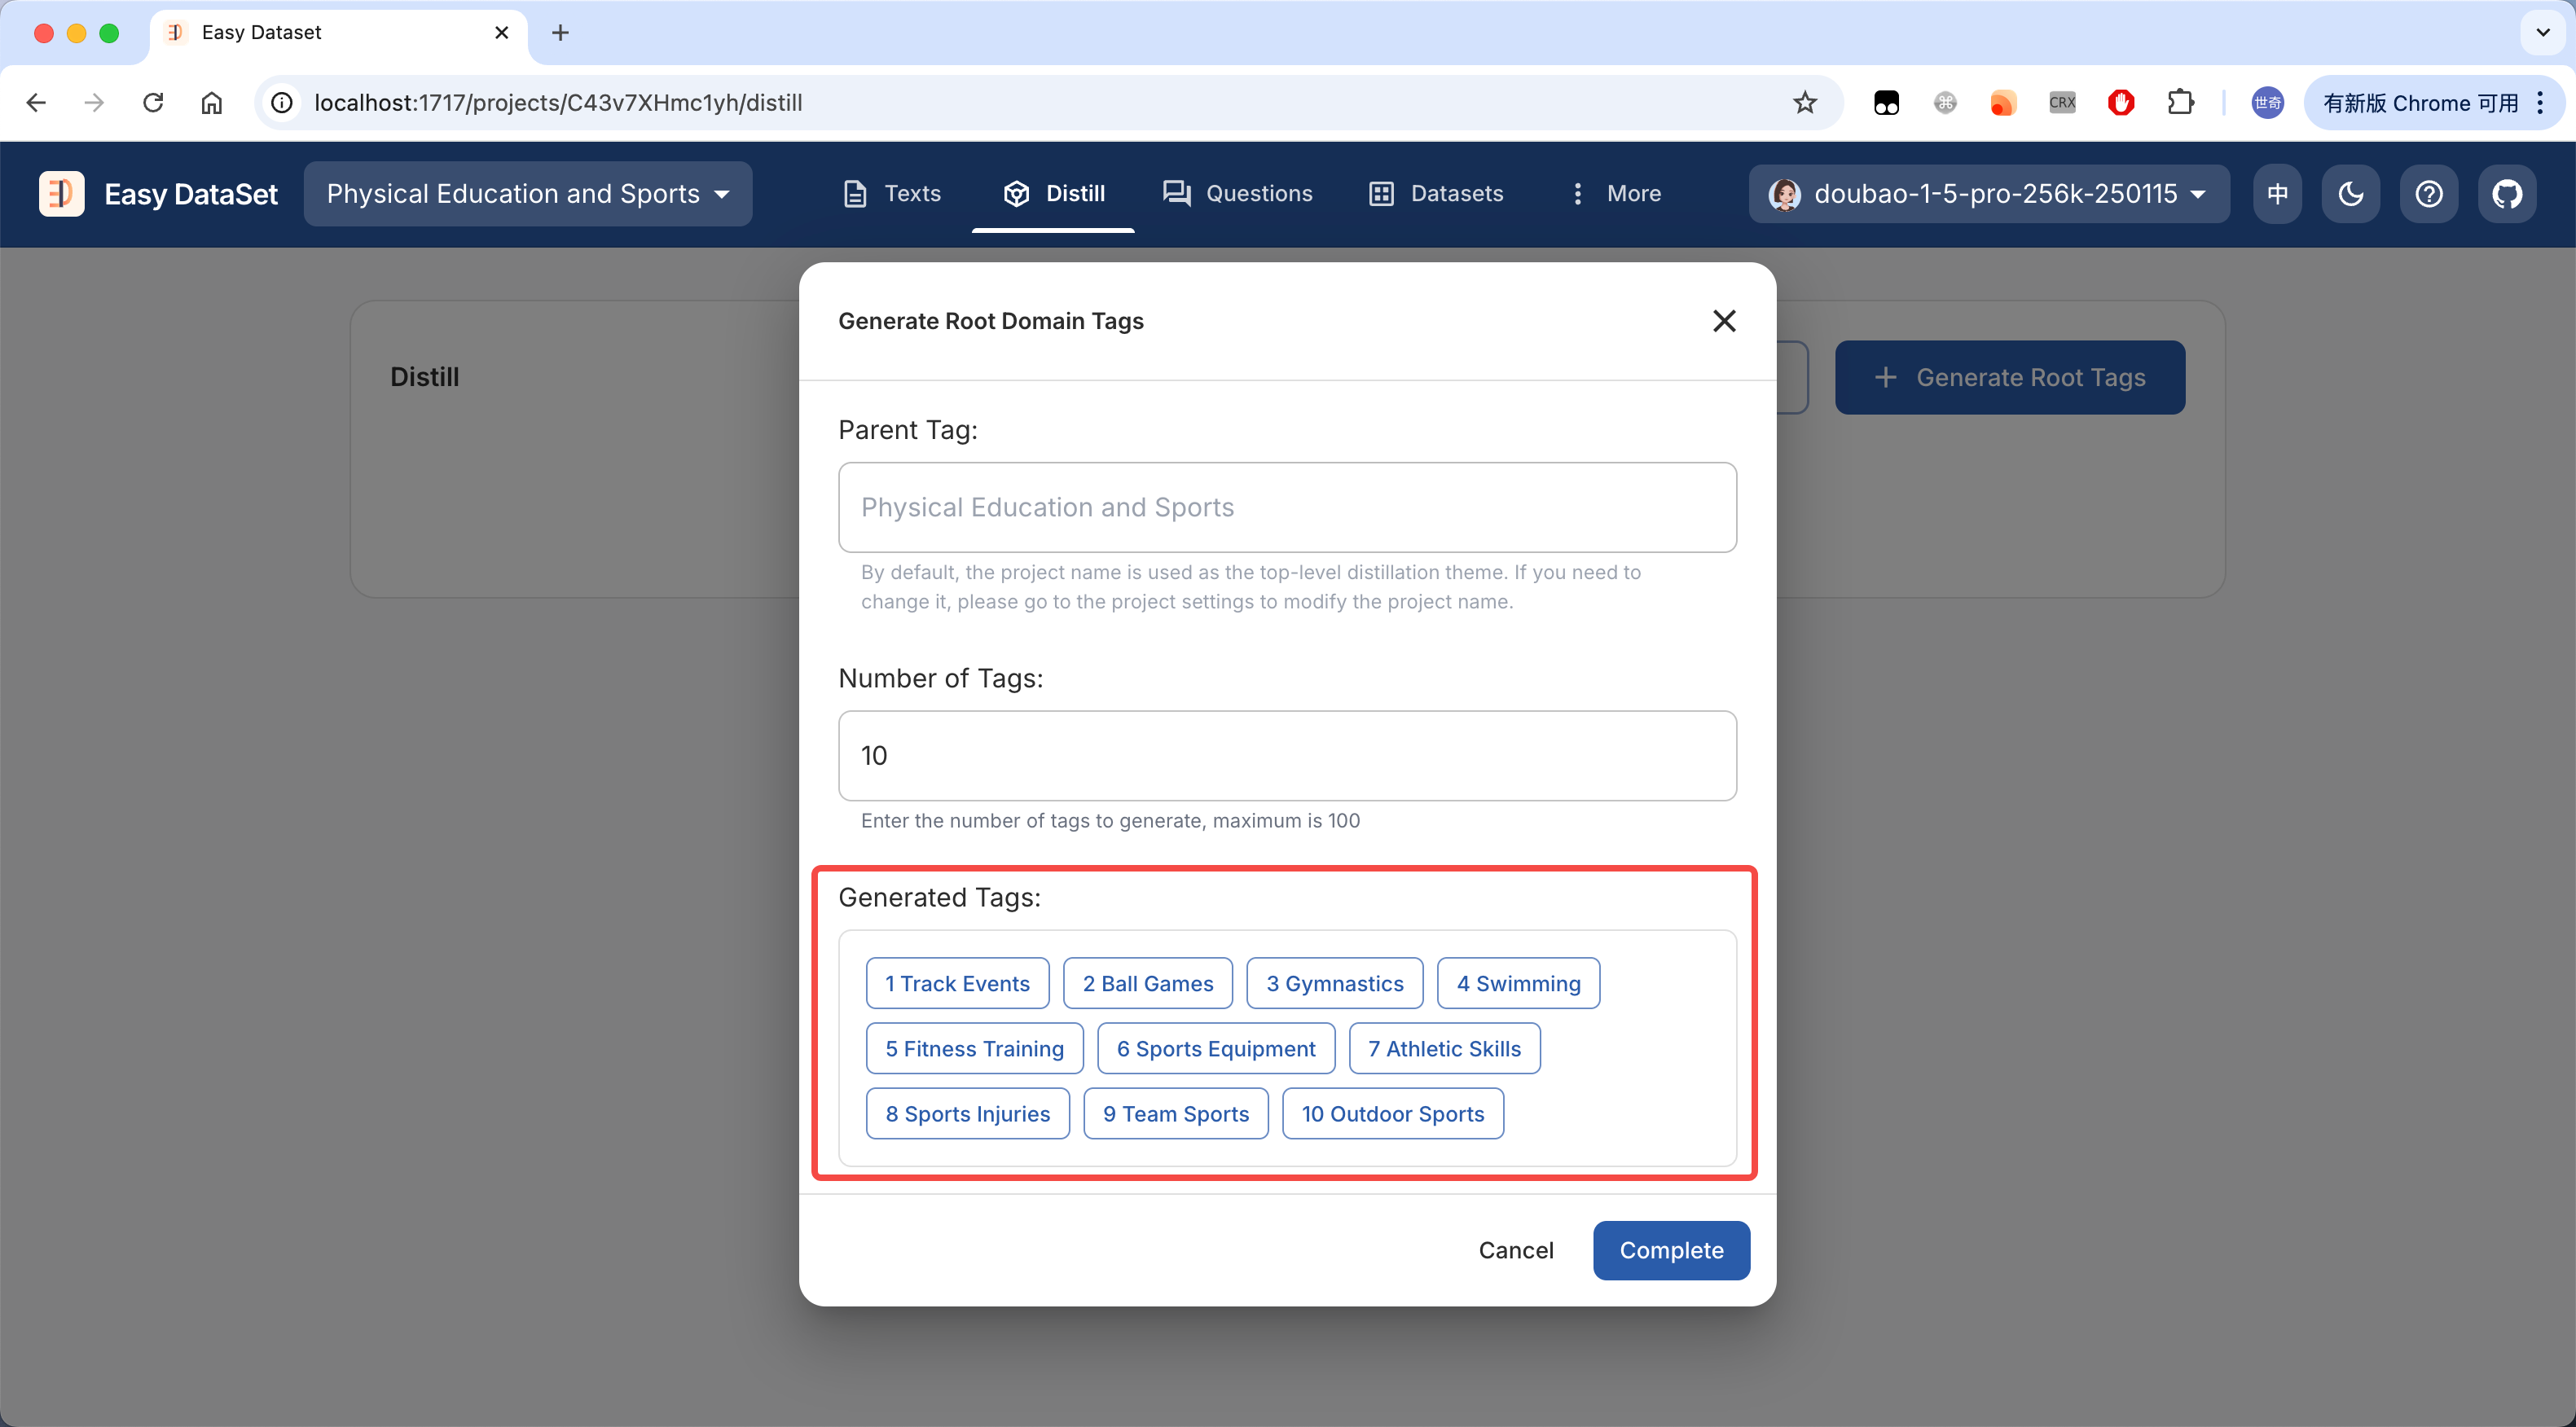 Easy Dataset
localhost:1717/projects/C43v7XHmc1yh/distill
CRX
世奇
有新版 Chrome 可用
Easy DataSet
Physical Education and Sports
Texts
Distill
Questions
Datasets
More
doubao-1-5-pro-256k-250115
中
Distill
Generate Root Tags
Generate Root Domain Tags
Parent Tag:
Physical Education and Sports
By default, the project name is used as the top-level distillation theme. If you need to
change it, please go to the project settings to modify the project name.
Number of Tags:
10
Enter the number of tags to generate, maximum is 100
Generated Tags:
1 Track Events
2 Ball Games
3 Gymnastics
4 Swimming
5 Fitness Training
6 Sports Equipment
7 Athletic Skills
8 Sports Injuries
9 Team Sports
10 Outdoor Sports
Cancel
Complete